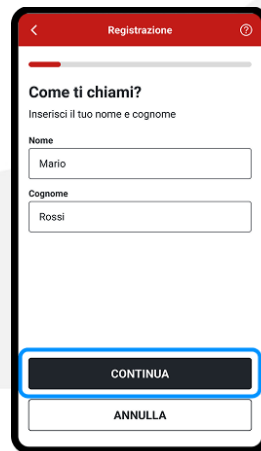 Registrazione
Come ti chiami?
Inserisci il tuo nome e cognome
Nome
Mario
Cognome
Rossi
CONTINUA
ANNULLA